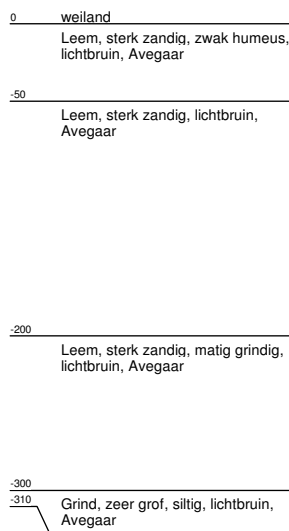 0 weiland
Leem, sterk zandig, zwak humeus,
lichtbruin, Avegaar
-50
Leem, sterk zandig, lichtbruin,
Avegaar
-200
Leem, sterk zandig, matig grindig,
lichtbruin, Avegaar
-300
-310 Grind, zeer grof, siltig, lichtbruin,
Avegaar